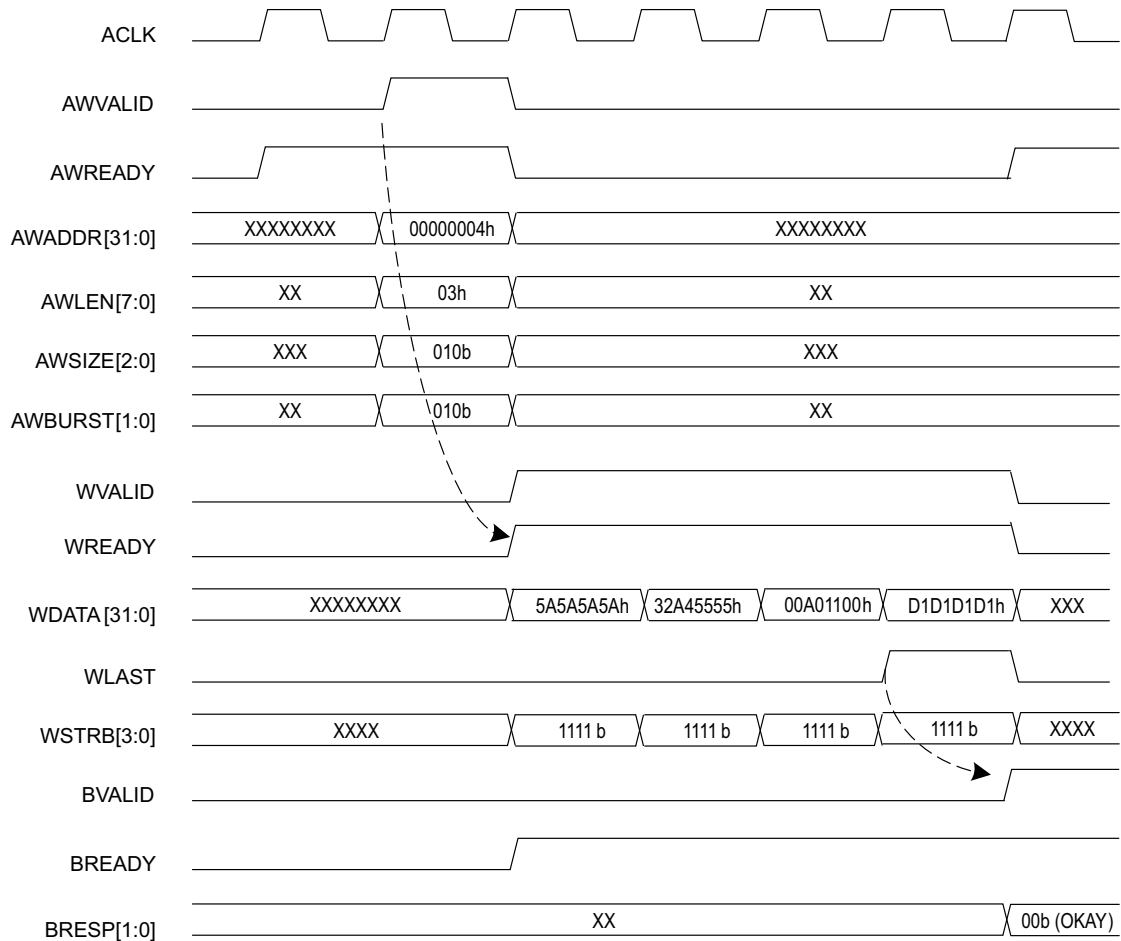 ACLK
AWVALID
AWREADY
AWADDR[31:0] XXXXXXXX 00000004h XXXXXXXX
AWLEN[7:0] XX 03h XX
AWSIZE[2:0] XXX 010b XXX
AWBURST[1:0] XX 010b XX
WVALID
WREADY
WDATA[31:0] XXXXXXXX 5A5A5A5Ah 32A45555h 00A01100h D1D1D1D1h XXX
WLAST
WSTRB[3:0] XXXX 1111 b 1111 b 1111 b 1111 b XXXX
BVALID
BREADY
BRESP[1:0] XX 00b (OKAY)